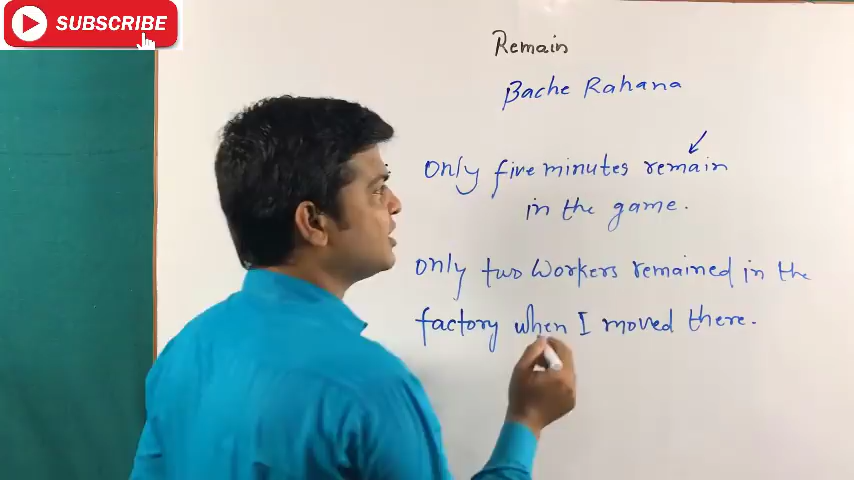 SUBSCRIBE
Remain
Bache Rahana
Only five minutes remain
in the game.
only two Workers remained in the
factory when I moved there.